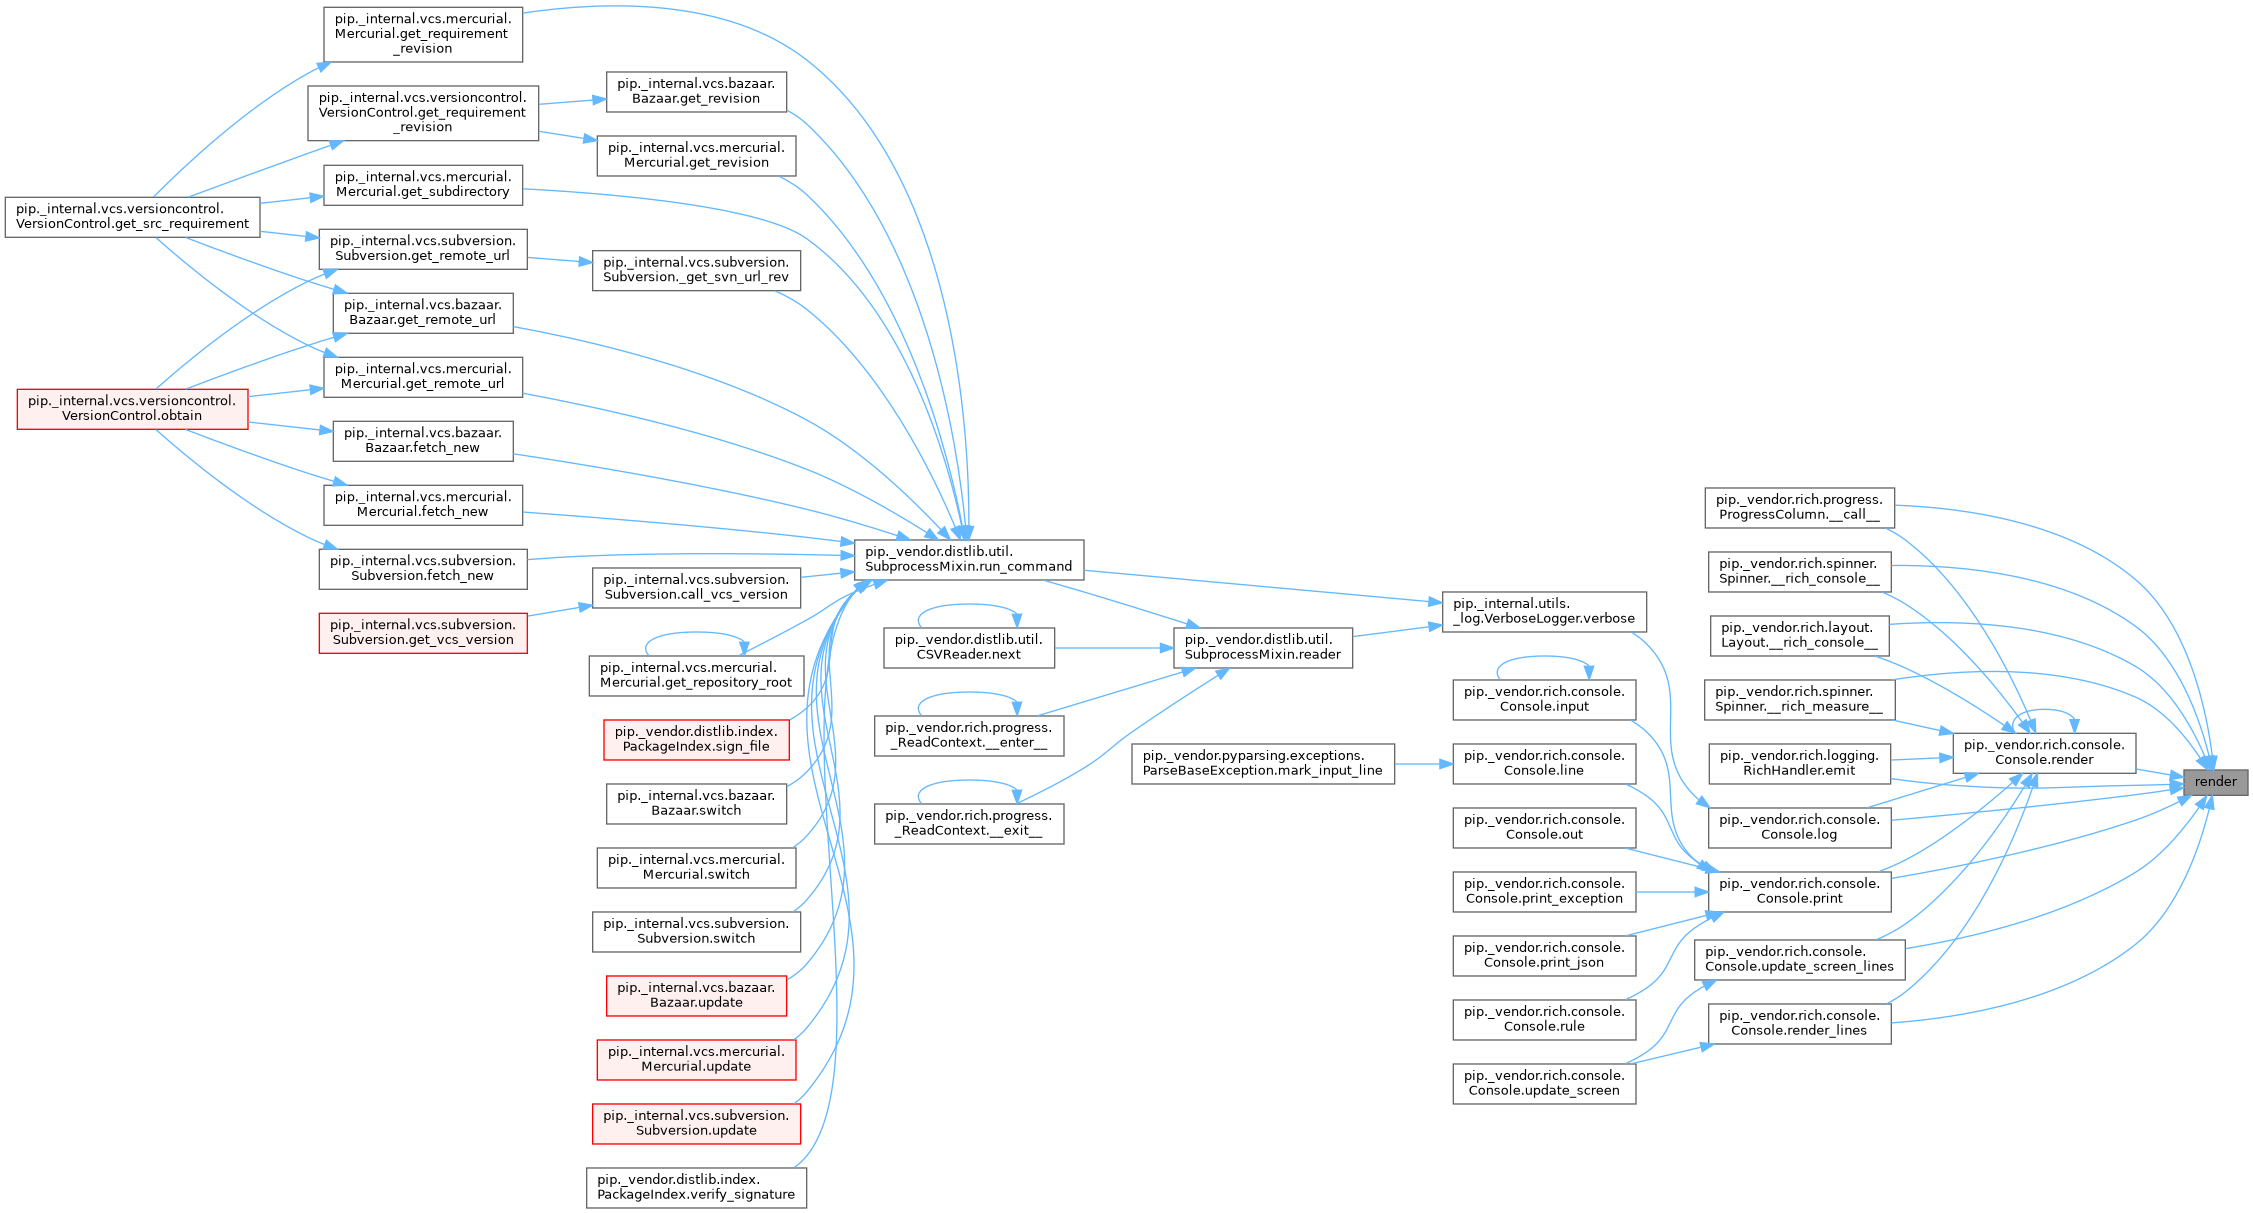 pip._internal.vcs.mercurial.
Mercurial.get_requirement
_revision
pip._internal.vcs.versioncontrol.
VersionControl.get_requirement
_revision
pip._internal.vcs.mercurial.
Mercurial.get_subdirectory
pip._internal.vcs.versioncontrol.
VersionControl.get_src_requirement
pip._internal.vcs.subversion.
Subversion.get_remote_url
pip._internal.vcs.bazaar.
Bazaar.get_remote_url
pip._internal.vcs.mercurial.
Mercurial.get_remote_url
pip._internal.vcs.versioncontrol.
VersionControl.obtain
pip._internal.vcs.bazaar.
Bazaar.fetch_new
pip._internal.vcs.mercurial.
Mercurial.fetch_new
pip._internal.vcs.subversion.
Subversion.fetch_new
pip._internal.vcs.subversion.
Subversion.get_vcs_version
pip._internal.vcs.bazaar.
Bazaar.get_revision
pip._internal.vcs.mercurial.
Mercurial.get_revision
pip._internal.vcs.subversion.
Subversion._get_svn_url_rev
pip._internal.vcs.subversion.
Subversion.call_vcs_version
pip._internal.vcs.mercurial.
Mercurial.get_repository_root
pip._vendor.distlib.index.
PackageIndex.sign_file
pip._internal.vcs.bazaar.
Bazaar.switch
pip._internal.vcs.mercurial.
Mercurial.switch
pip._internal.vcs.subversion.
Subversion.switch
pip._internal.vcs.bazaar.
Bazaar.update
pip._internal.vcs.mercurial.
Mercurial.update
pip._internal.vcs.subversion.
Subversion.update
pip._vendor.distlib.index.
PackageIndex.verify_signature
pip._vendor.distlib.util.
SubprocessMixin.run_command
pip._vendor.distlib.util.
CSVReader.next
pip._vendor.rich.progress.
_ReadContext.__enter__
pip._vendor.rich.progress.
_ReadContext.__exit__
pip._vendor.distlib.util.
SubprocessMixin.reader
pip._vendor.pyparsing.exceptions.
ParseBaseException.mark_input_line
pip._internal.utils.
_log.VerboseLogger.verbose
pip._vendor.rich.console.
Console.input
pip._vendor.rich.console.
Console.line
pip._vendor.rich.console.
Console.out
pip._vendor.rich.console.
Console.print_exception
pip._vendor.rich.console.
Console.print_json
pip._vendor.rich.console.
Console.rule
pip._vendor.rich.console.
Console.update_screen
pip._vendor.rich.progress.
ProgressColumn.__call__
pip._vendor.rich.spinner.
Spinner.__rich_console__
pip._vendor.rich.layout.
Layout.__rich_console__
pip._vendor.rich.spinner.
Spinner.__rich_measure__
pip._vendor.rich.logging.
RichHandler.emit
pip._vendor.rich.console.
Console.log
pip._vendor.rich.console.
Console.print
pip._vendor.rich.console.
Console.update_screen_lines
pip._vendor.rich.console.
Console.render_lines
pip._vendor.rich.console.
Console.render
render